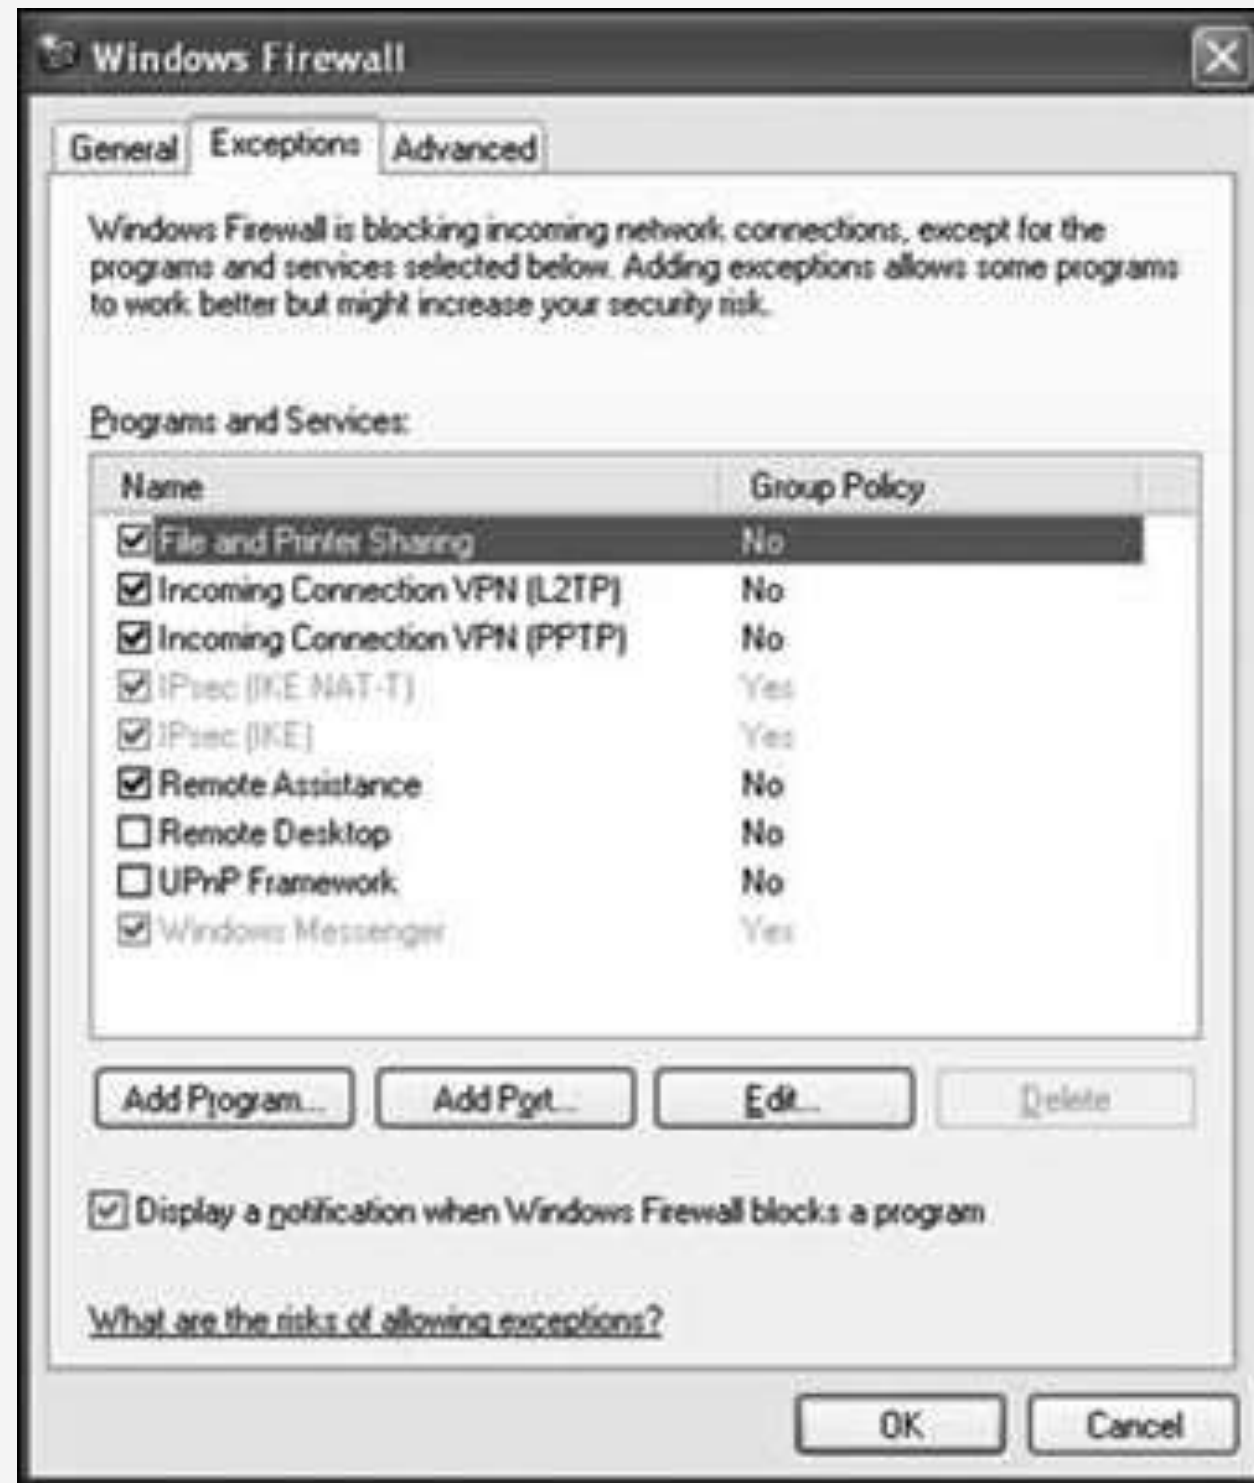 Windows Firewall
General Exceptions Advanced
Windows Firewall is blocking incoming network connections, except for the
programs and services selected below. Adding exceptions allows some programs
to work better but might increase your security risk.
Programs and Services:
Name Group Policy
File and Printer Sharing No
Incoming Connection VPN (L2TP) No
Incoming Connection VPN (PPTP) No
IPsec (IKE NAT-T) Yes
IPsec (IKE) Yes
Remote Assistance No
Remote Desktop No
UPnP Framework No
Windows Messenger Yes
Add Program... Add Port... Edit... Delete
Display a notification when Windows Firewall blocks a program
What are the risks of allowing exceptions?
OK Cancel